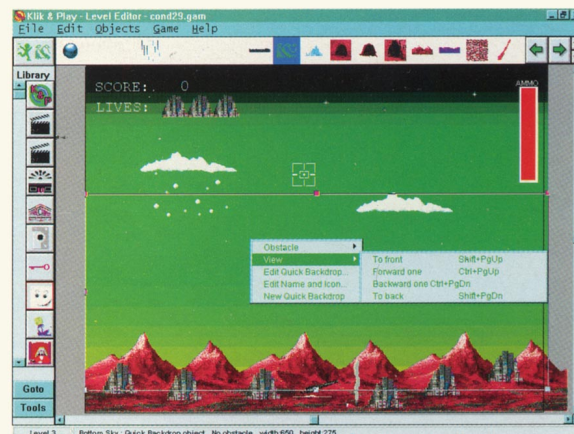 Klik & Play - Level Editor - cond29.gam
File Edit Objects Game Help
Library
SCORE: 0
LIVES:
AMMO
Obstacle
View
Edit Quick Backdrop...
Edit Name and Icon...
New Quick Backdrop
To front Shift+PgUp
Forward one Ctrl+PgUp
Backward one Ctrl+PgDn
To back Shift+PgDn
Goto
Tools
Level 3 Bottom Sky : Quick Backdrop object. No obstacle. width:650 height:275